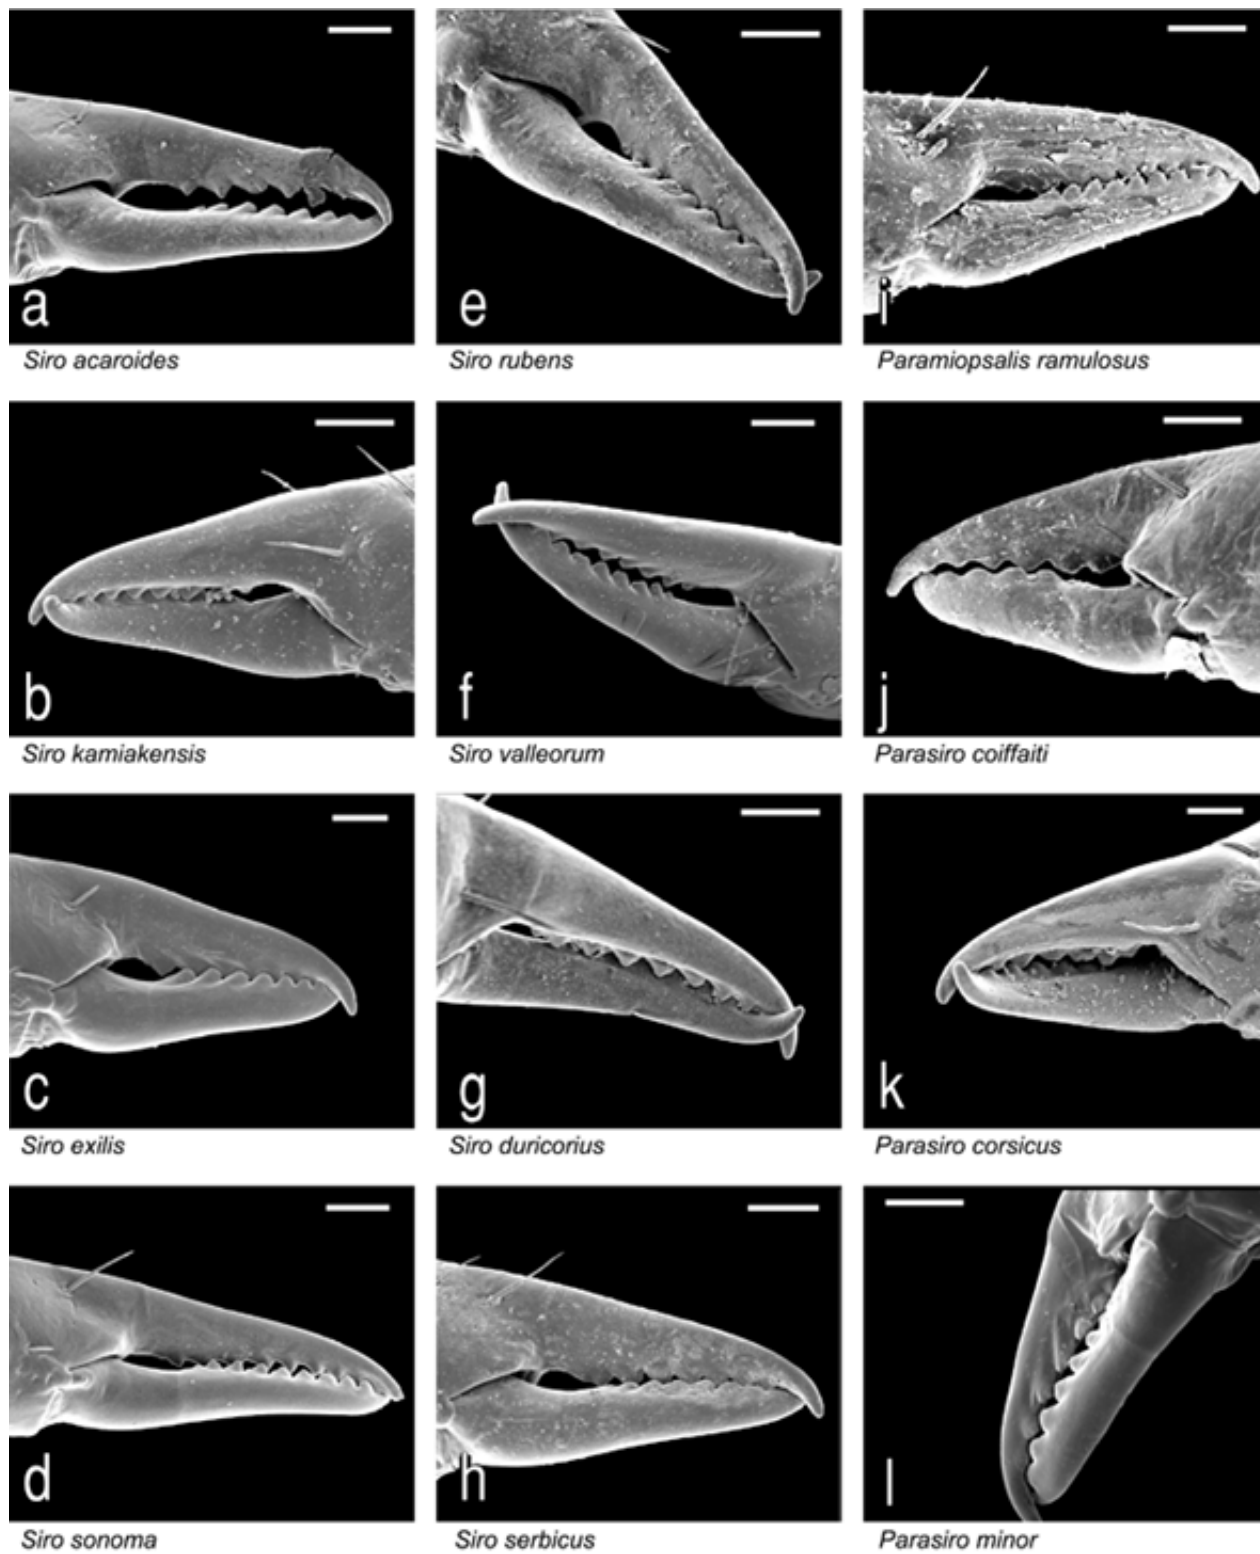 a e i
Siro acaroides Siro rubens Paramiopsalis ramulosus
b f j
Siro kamiakensis Siro valleorum Parasiro coiffaiti
c g k
Siro exilis Siro duricorius Parasiro corsicus
d h l
Siro sonoma Siro serbicus Parasiro minor